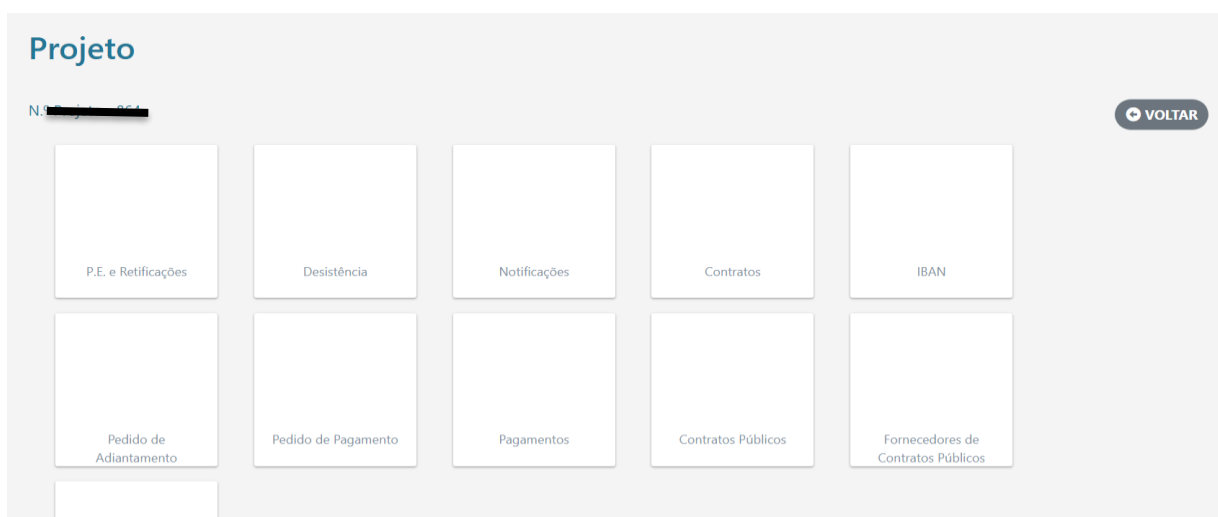 Projeto
N.º
VOLTAR
P.E. e Retificações
Desistência
Notificações
Contratos
IBAN
Pedido de
Adiantamento
Pedido de Pagamento
Pagamentos
Contratos Públicos
Fornecedores de
Contratos Públicos